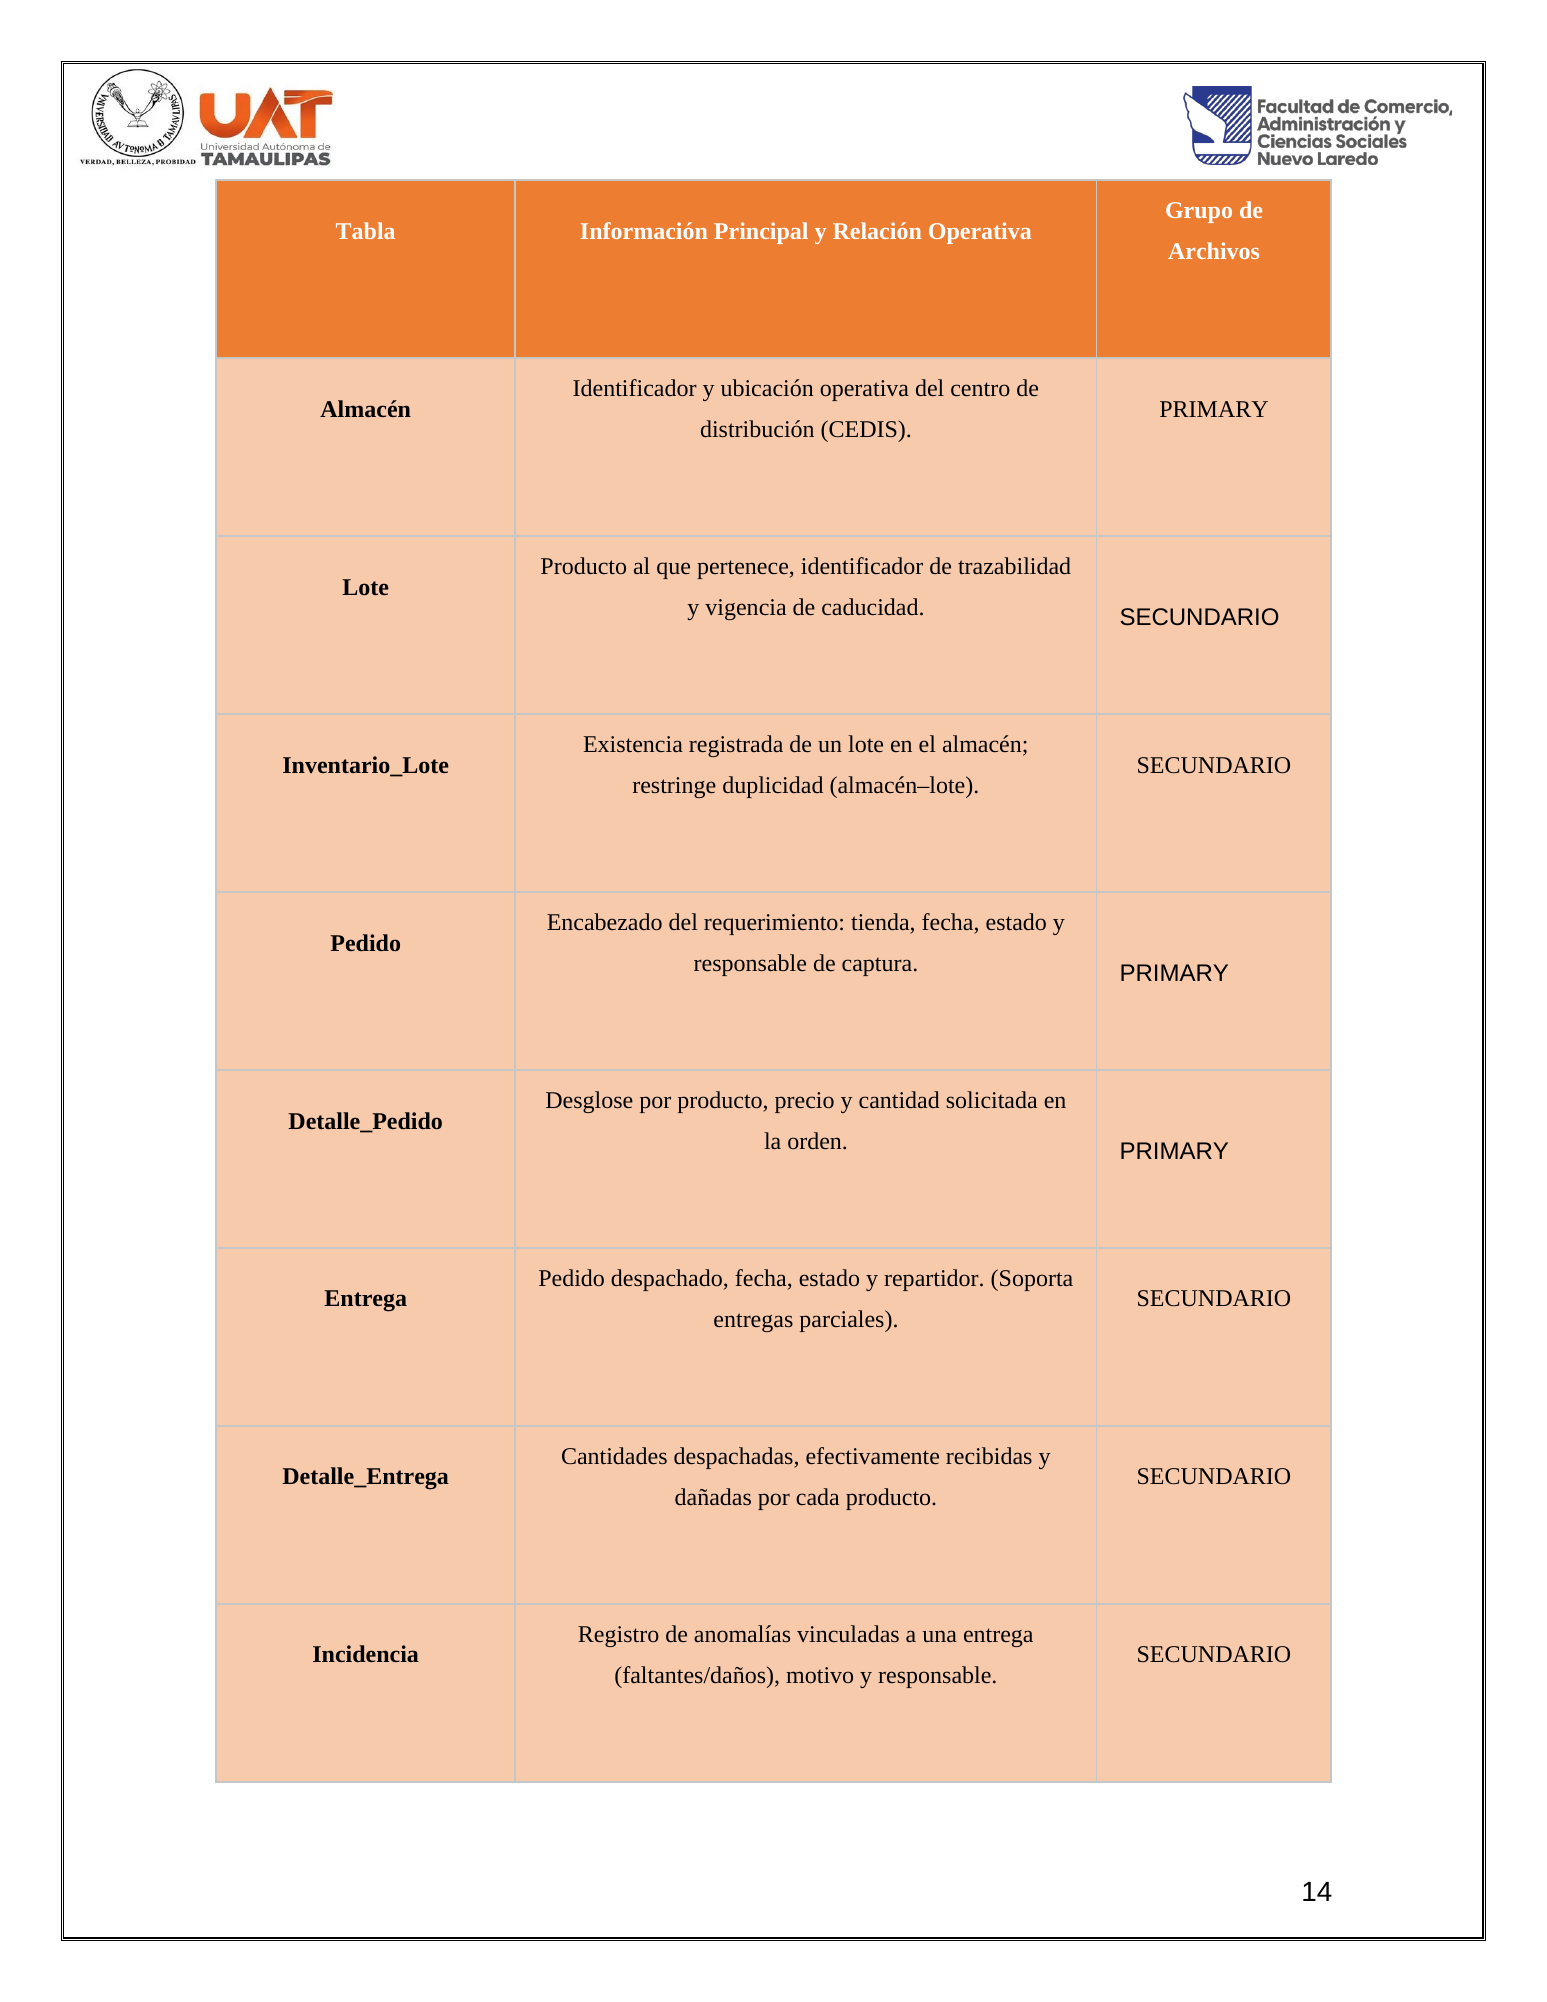 VNIVERSIDAD AVTONOMA D TAMAVLIPAS
VERDAD, BELLEZA, PROBIDAD
UAT
Universidad Autónoma de
TAMAULIPAS
Facultad de Comercio,
Administración y
Ciencias Sociales
Nuevo Laredo
Tabla
Información Principal y Relación Operativa
Grupo de
Archivos
Almacén
Identificador y ubicación operativa del centro de
distribución (CEDIS).
PRIMARY
Lote
Producto al que pertenece, identificador de trazabilidad
y vigencia de caducidad.
SECUNDARIO
Inventario_Lote
Existencia registrada de un lote en el almacén;
restringe duplicidad (almacén–lote).
SECUNDARIO
Pedido
Encabezado del requerimiento: tienda, fecha, estado y
responsable de captura.
PRIMARY
Detalle_Pedido
Desglose por producto, precio y cantidad solicitada en
la orden.
PRIMARY
Entrega
Pedido despachado, fecha, estado y repartidor. (Soporta
entregas parciales).
SECUNDARIO
Detalle_Entrega
Cantidades despachadas, efectivamente recibidas y
dañadas por cada producto.
SECUNDARIO
Incidencia
Registro de anomalías vinculadas a una entrega
(faltantes/daños), motivo y responsable.
SECUNDARIO
14